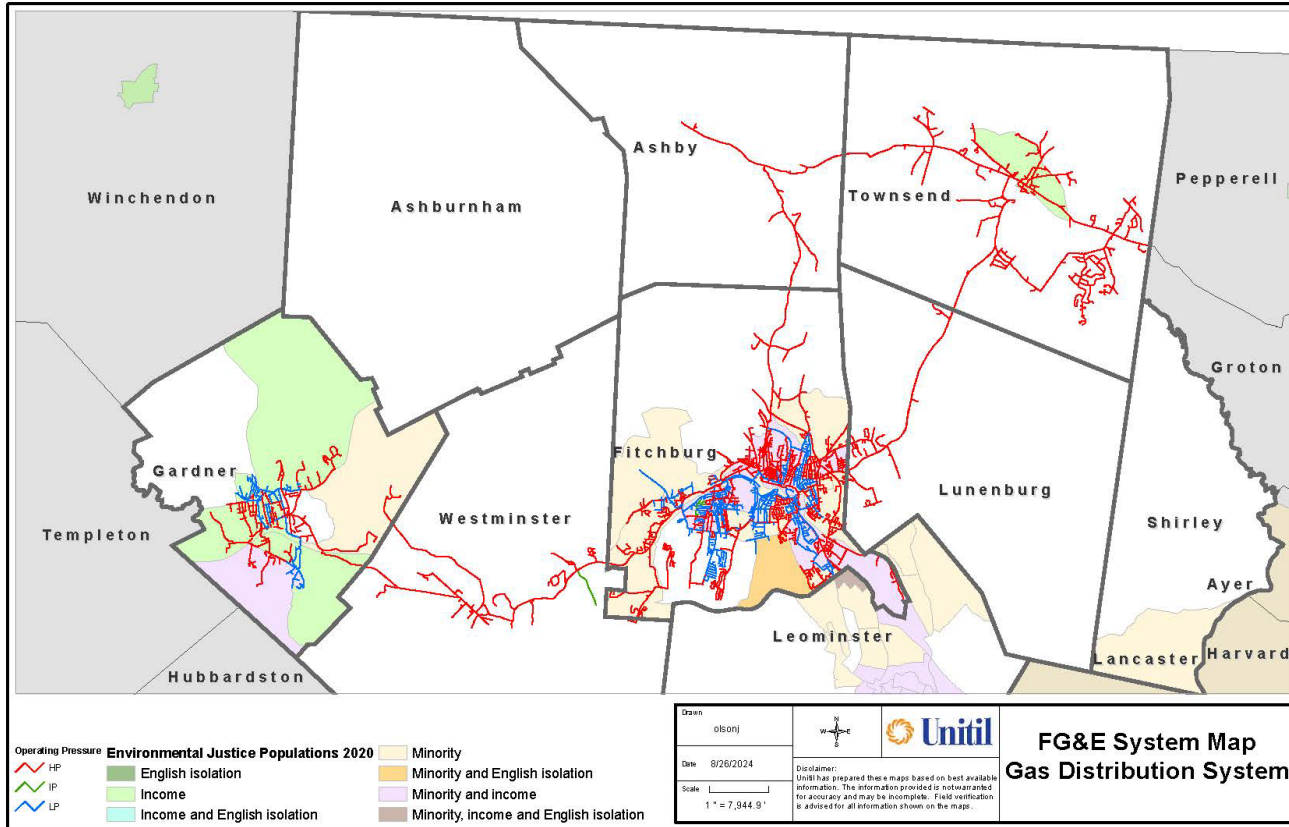 Winchendon
Ashburnham
Ashby
Townsend
Pepperell
Groton
Gardner
Fitchburg
Westminster
Lunenburg
Shirley
Templeton
Ayer
Leominster
Lancaster
Harvard
Hubbardston
Operating Pressure
HP
IP
LP
Environmental Justice Populations 2020
English isolation
Income
Income and English isolation
Minority
Minority and English isolation
Minority and income
Minority, income and English isolation
Drawn
olsonj
Date 8/26/2024
Scale
1 " = 7,944.9 '
N
W E
S
Unitil
Disclaimer:
Unitil has prepared these maps based on best available
information. The information provided is not warranted
for accuracy and may be incomplete. Field verification
is advised for all information shown on the maps.
FG&E System Map
Gas Distribution System